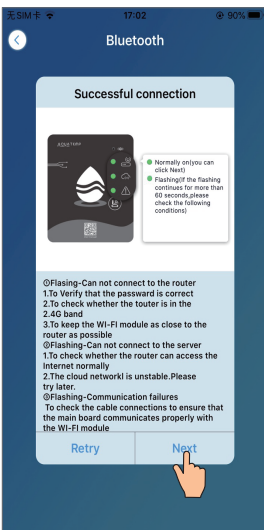 无SIM卡 17:02 90%
Bluetooth
Successful connection
AQUATEMP
Normally on(you can
click Next)
Flashing(If the flashing
continues for more than
60 seconds,please
check the following
conditions)
①Flasing-Can not connect to the router
1.To Verify that the passward is correct
2.To check whether the touter is in the
2.4G band
3.To keep the WI-FI module as close to the
router as possible
②Flashing-Can not connect to the server
1.To check whether the router can access the
Internet normally
2.The cloud networkl is unstable.Please
try later.
③Flashing-Communication failures
To check the cable connections to ensure that
the main board communicates properly with
the WI-FI module
Retry Next